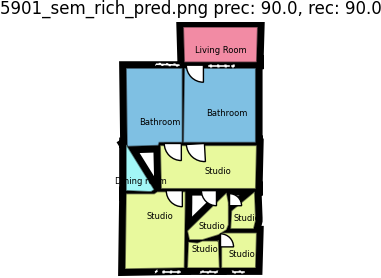 5901_sem_rich_pred.png prec: 90.0, rec: 90.0
Living Room
Bathroom
Bathroom
Studio
Dining room
Studio
Studio
Studio
Studio
Studio